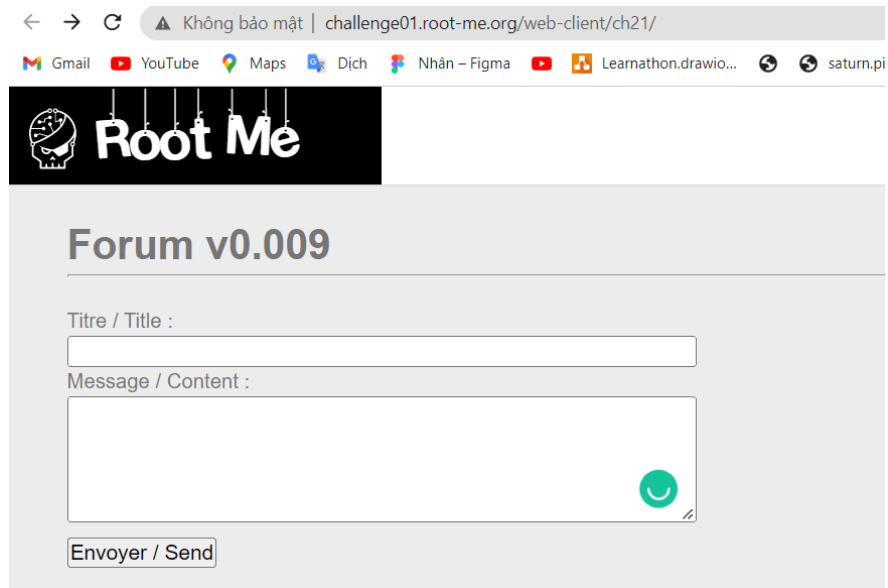 Không bảo mật | challenge01.root-me.org/web-client/ch21/
Gmail YouTube Maps Dịch Nhân – Figma Learnathon.drawio... saturn.pi
Root Me
Forum v0.009
Titre / Title :
Message / Content :
Envoyer / Send